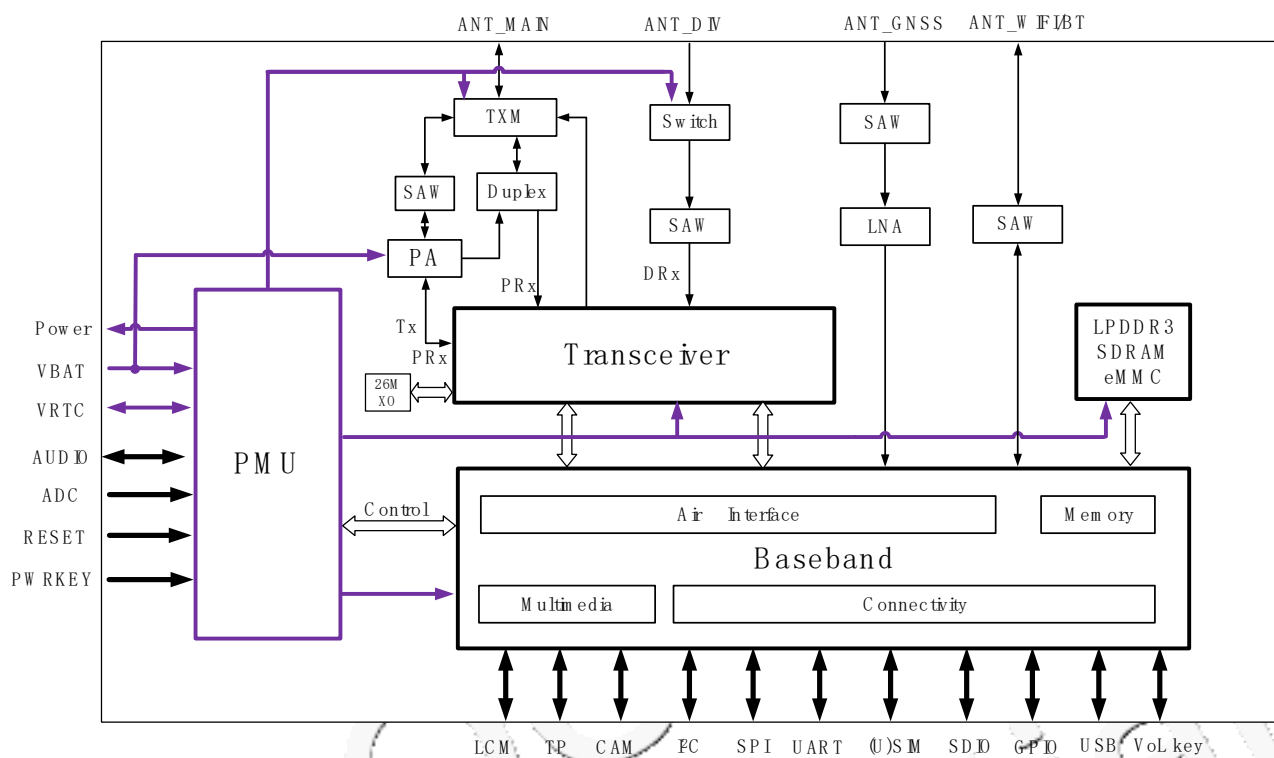 ANT_MAIN ANT_DIV ANT_GNSS ANT_WIFI/BT
TXM
Switch
SAW
SAW
Duplex
SAW
LNA
SAW
PA
DRx
PRx
Tx
PRx
Transceiver
26M
XO
LPDDR3
SDRAM
eMMC
Power
VBAT
VRTC
AUDIO
ADC
RESET
PWRKEY
PMU
Control
Air Interface
Memory
Baseband
Multimedia
Connectivity
LCM TP CAM I²C SPI UART (U)SIM SDIO GPIO USB VoL key